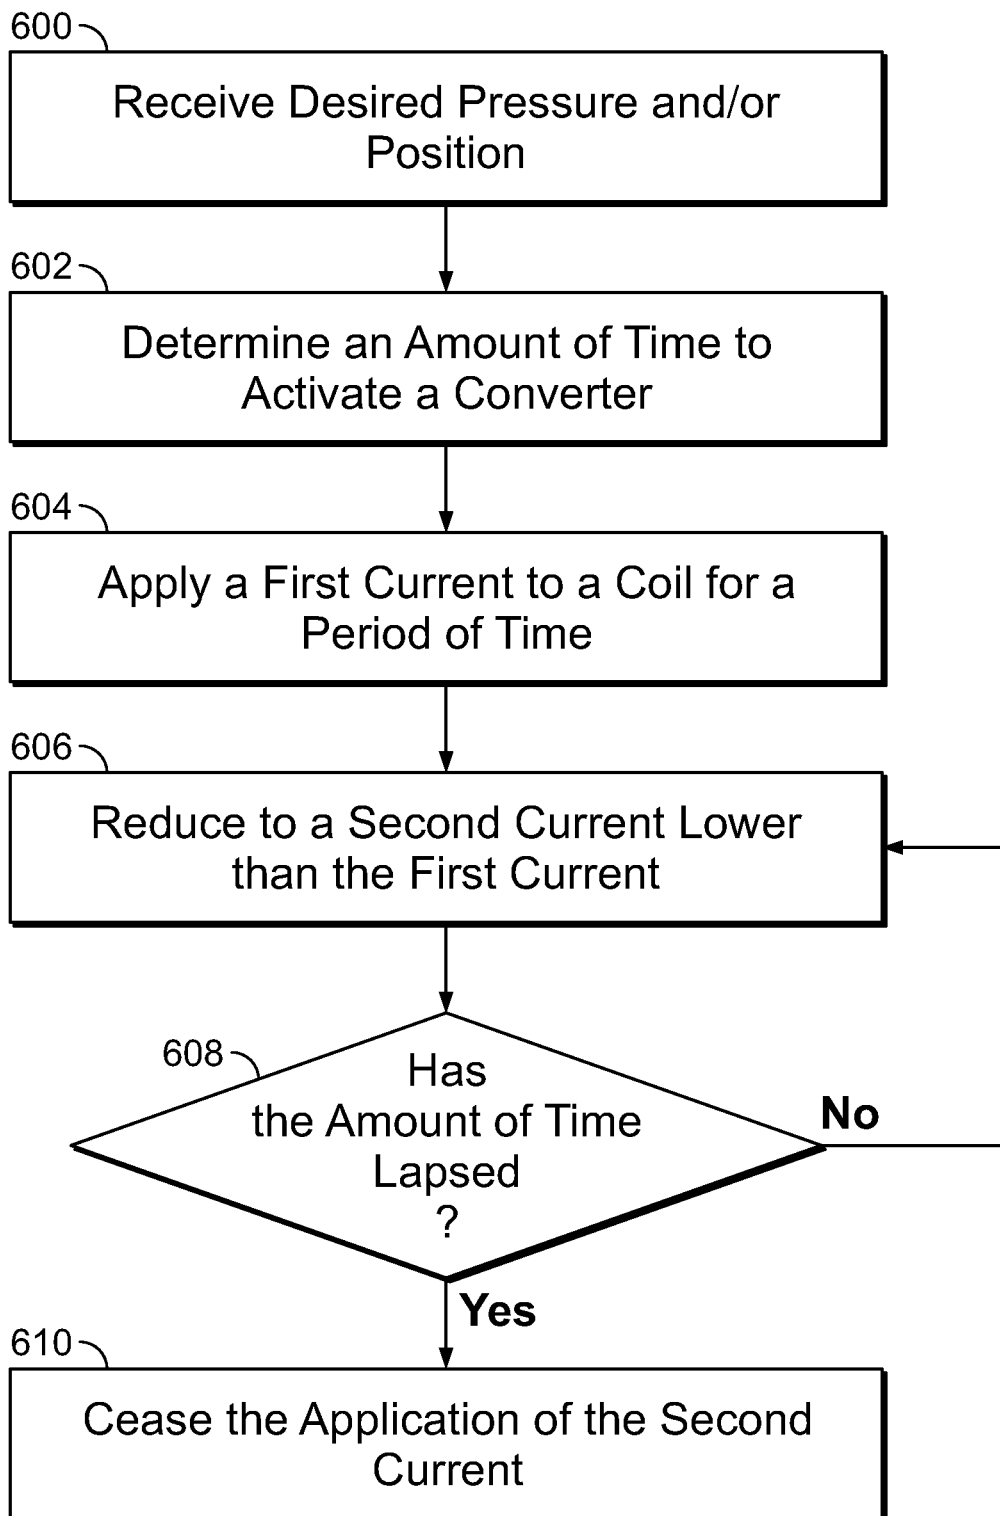 600
Receive Desired Pressure and/or
Position
602
Determine an Amount of Time to
Activate a Converter
604
Apply a First Current to a Coil for a
Period of Time
606
Reduce to a Second Current Lower
than the First Current
608
Has
the Amount of Time
Lapsed
?
No
Yes
610
Cease the Application of the Second
Current